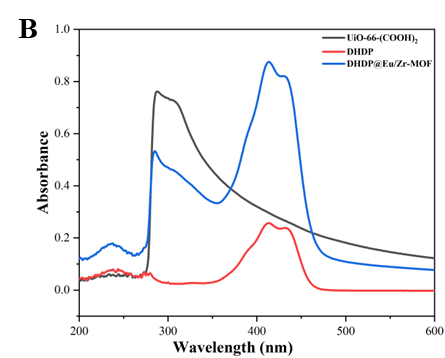 B
UiO-66-(COOH)₂
DHDP
DHDP@Eu/Zr-MOF
Absorbance
1.0
0.8
0.6
0.4
0.2
0.0
200 300 400 500 600
Wavelength (nm)